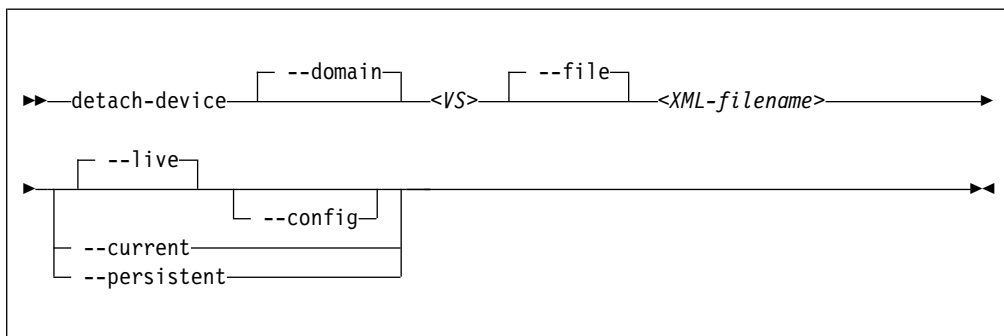 --domain --file
detach-device <VS> <XML-filename>
--live
--config
--current
--persistent